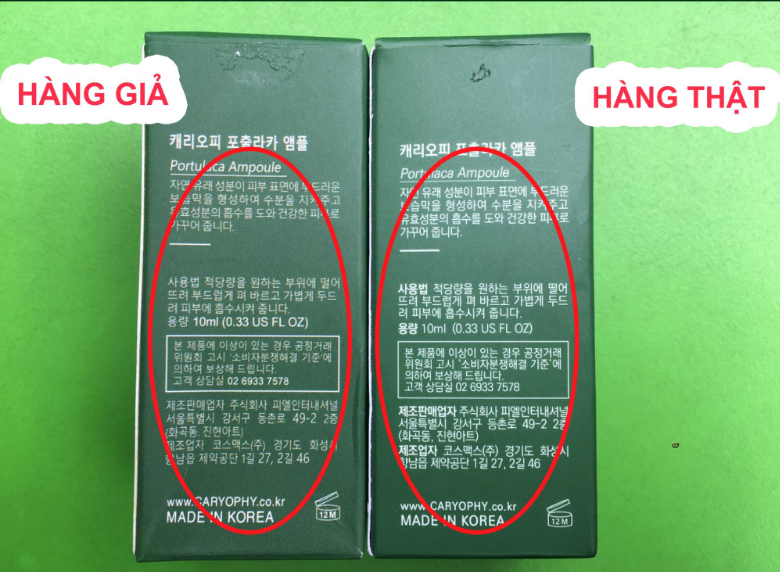 HÀNG GIẢ
캐리오피 포출라카 앰플
Portulaca Ampoule
자연 유래 성분이 피부 표면에 부드러운
보습막을 형성하여 수분을 지켜주고
유효성분의 흡수를 도와 건강한 피부로
가꾸어 줍니다.
사용법 적당량을 원하는 부위에 떨어
뜨려 부드럽게 펴 바르고 가볍게 두드
려 피부에 흡수시켜 줍니다.
용량 10ml (0.33 US FL OZ)
본 제품에 이상이 있는 경우 공정거래
위원회 고시 '소비자분쟁해결 기준'에
의하여 보상해 드립니다.
고객 상담실 02 6933 7578
제조판매업자 주식회사 피엘인터내셔널
서울특별시 강서구 등촌로 49-2 2층
(화곡동, 진현아트)
제조업자 코스맥스(주) 경기도 화성시
향남읍 제약공단 1길 27, 2길 46
www.CARYOPHY.co.kr
MADE IN KOREA
12M
HÀNG THẬT
캐리오피 포출라카 앰플
Portulaca Ampoule
자연 유래 성분이 피부 표면에 부드러운
보습막을 형성하여 수분을 지켜주고
유효성분의 흡수를 도와 건강한 피부로
가꾸어 줍니다.
사용법 적당량을 원하는 부위에 떨어
뜨려 부드럽게 펴 바르고 가볍게 두드
려 피부에 흡수시켜 줍니다.
용량 10ml (0.33 US FL OZ)
본 제품에 이상이 있는 경우 공정거래
위원회 고시 '소비자분쟁해결 기준'에
의하여 보상해 드립니다.
고객 상담실 02 6933 7578
제조판매업자 주식회사 피엘인터내셔널
서울특별시 강서구 등촌로 49-2 2층
(화곡동, 진현아트)
제조업자 코스맥스(주) 경기도 화성시
향남읍 제약공단 1길 27, 2길 46
www.CARYOPHY.co.kr
MADE IN KOREA
12M